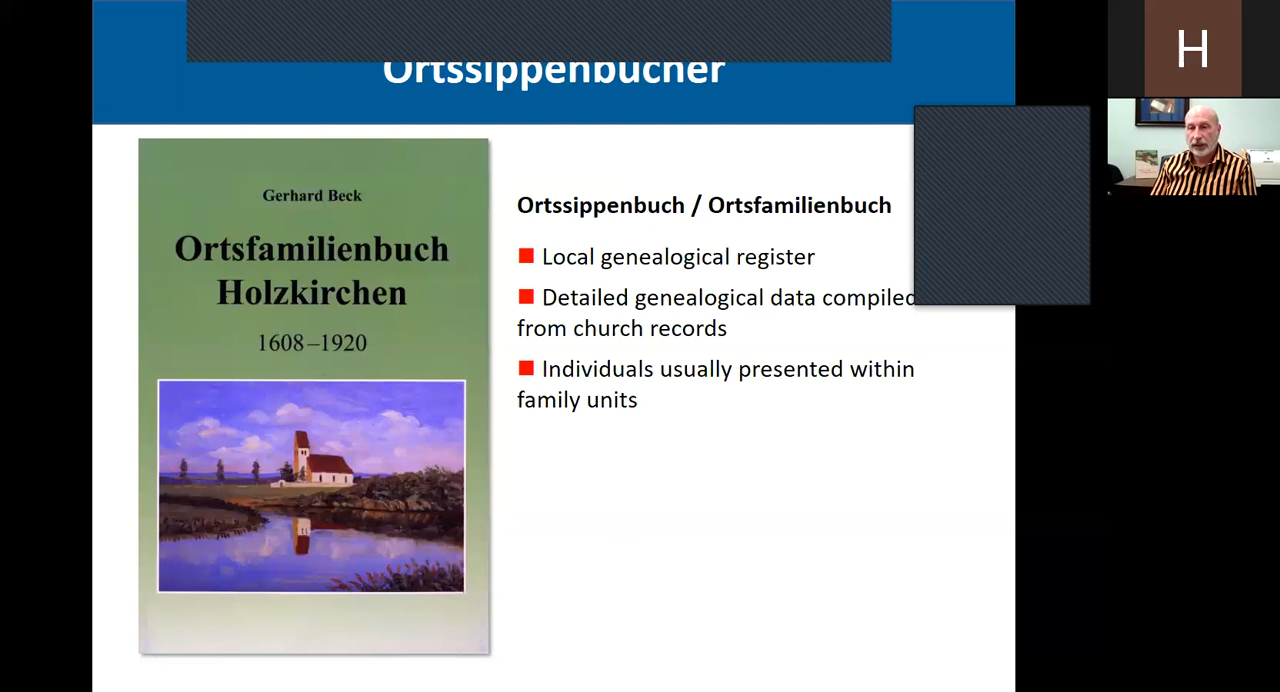 Ortssippenbücher
H
Gerhard Beck
Ortsfamilienbuch
Holzkirchen
1608–1920
Ortssippenbuch / Ortsfamilienbuch
Local genealogical register
Detailed genealogical data compiled
from church records
Individuals usually presented within
family units